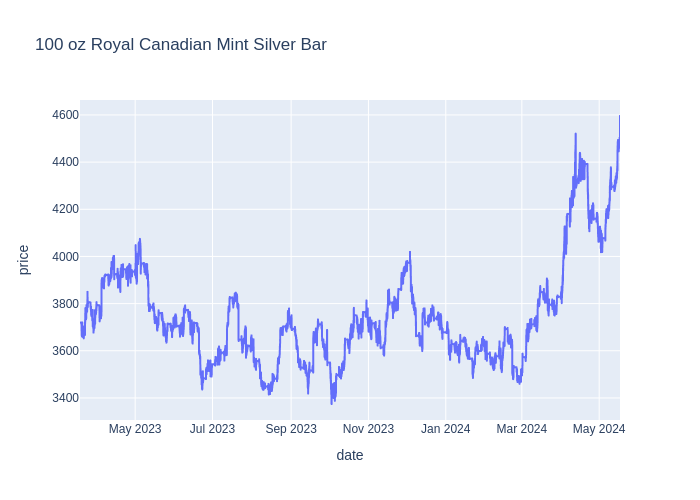 100 oz Royal Canadian Mint Silver Bar
4600
4400
4200
4000
3800
3600
3400
price
May 2023 Jul 2023 Sep 2023 Nov 2023 Jan 2024 Mar 2024 May 2024
date